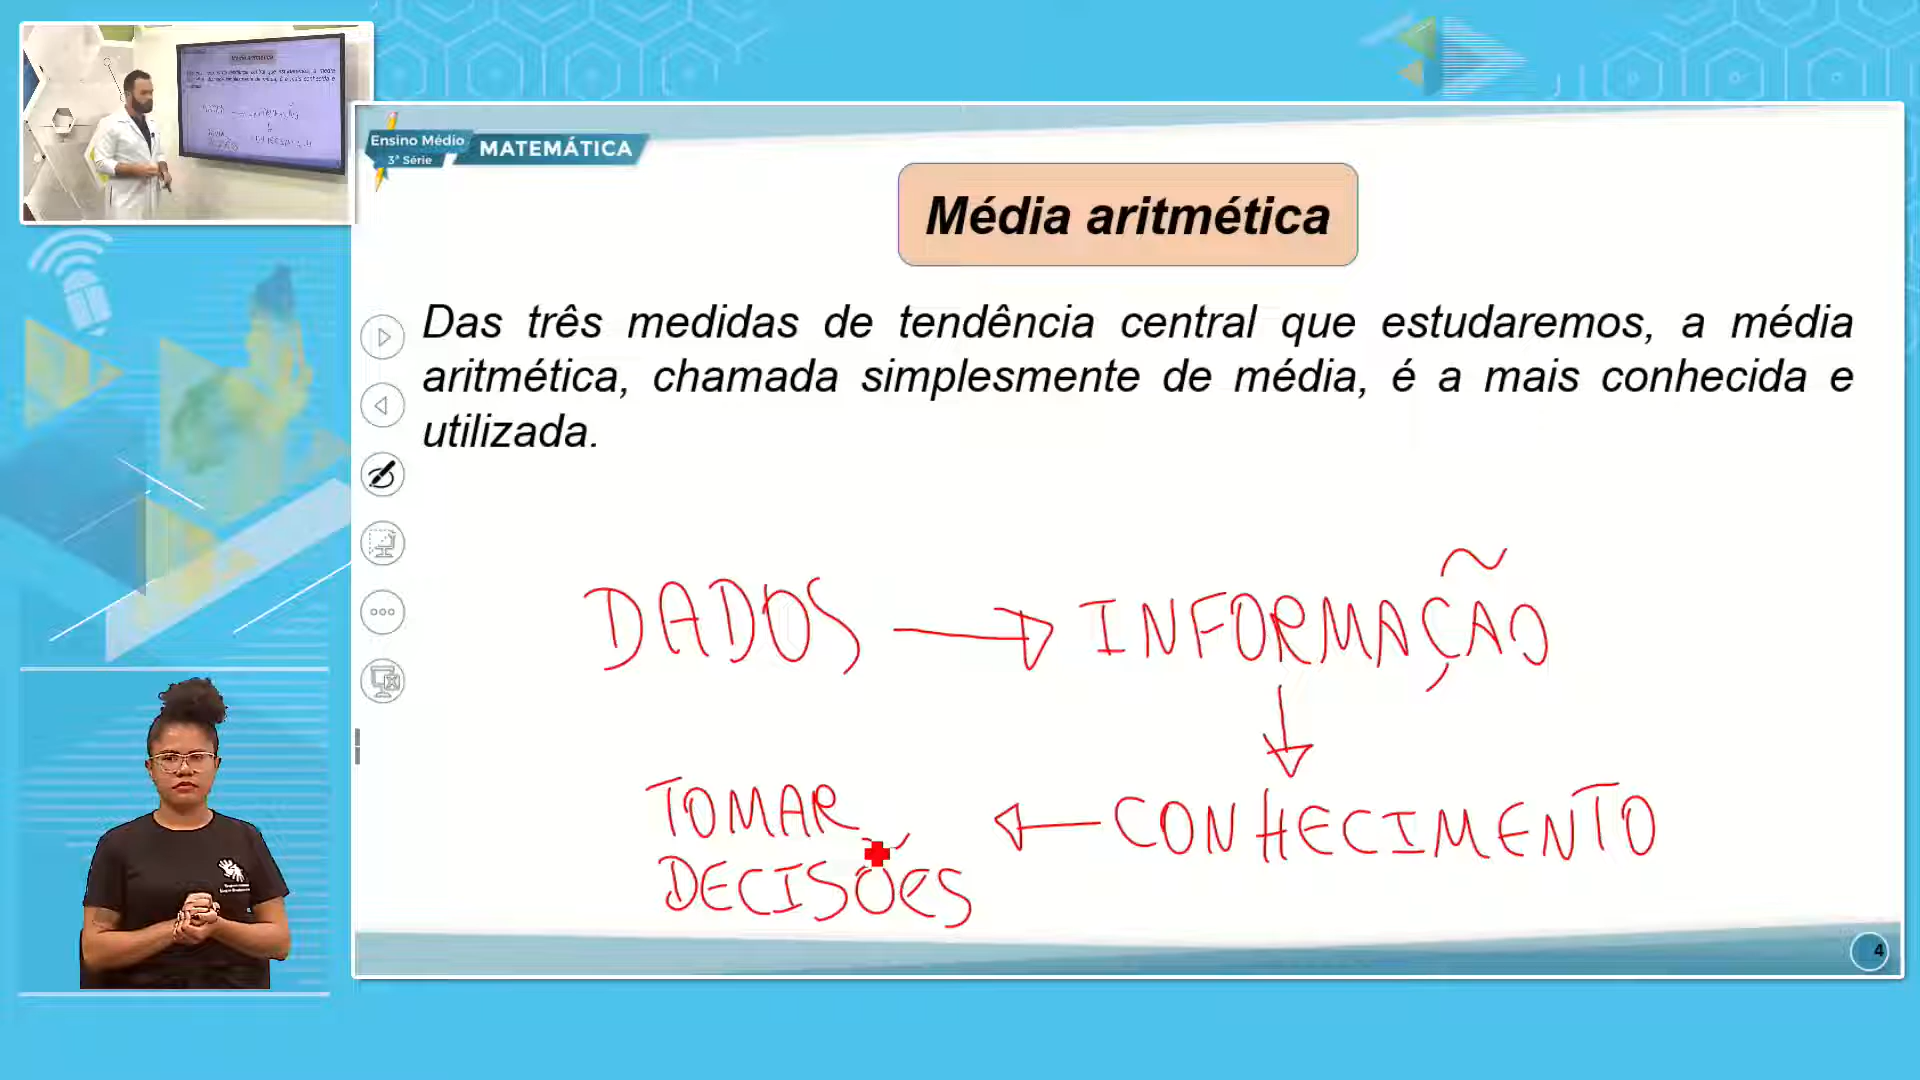 Ensino Médio
3ª Série
MATEMÁTICA
Média aritmética
Das três medidas de tendência central que estudaremos, a média
aritmética, chamada simplesmente de média, é a mais conhecida e
utilizada.
DADOS → INFORMAÇÃO
↓
TOMAR ← CONHECIMENTO
DECISÕES
4